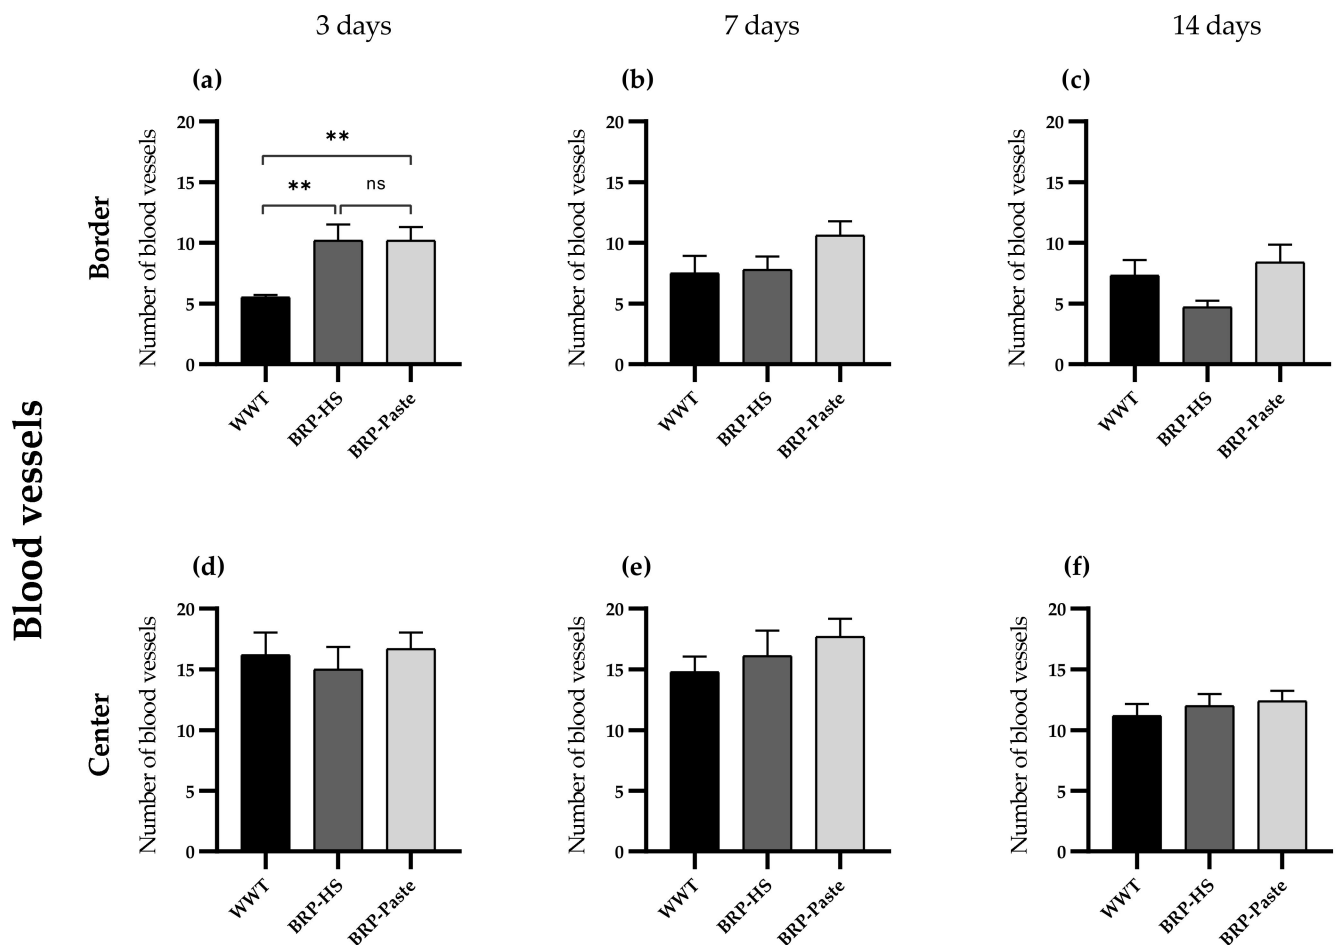 3 days
7 days
14 days
Blood vessels
Border
(a)
Number of blood vessels
20
15
10
5
0
**
**
ns
WWT
BRP-HS
BRP-Paste
(b)
Number of blood vessels
20
15
10
5
0
WWT
BRP-HS
BRP-Paste
(c)
Number of blood vessels
20
15
10
5
0
WWT
BRP-HS
BRP-Paste
Center
(d)
Number of blood vessels
20
15
10
5
0
WWT
BRP-HS
BRP-Paste
(e)
Number of blood vessels
20
15
10
5
0
WWT
BRP-HS
BRP-Paste
(f)
Number of blood vessels
20
15
10
5
0
WWT
BRP-HS
BRP-Paste